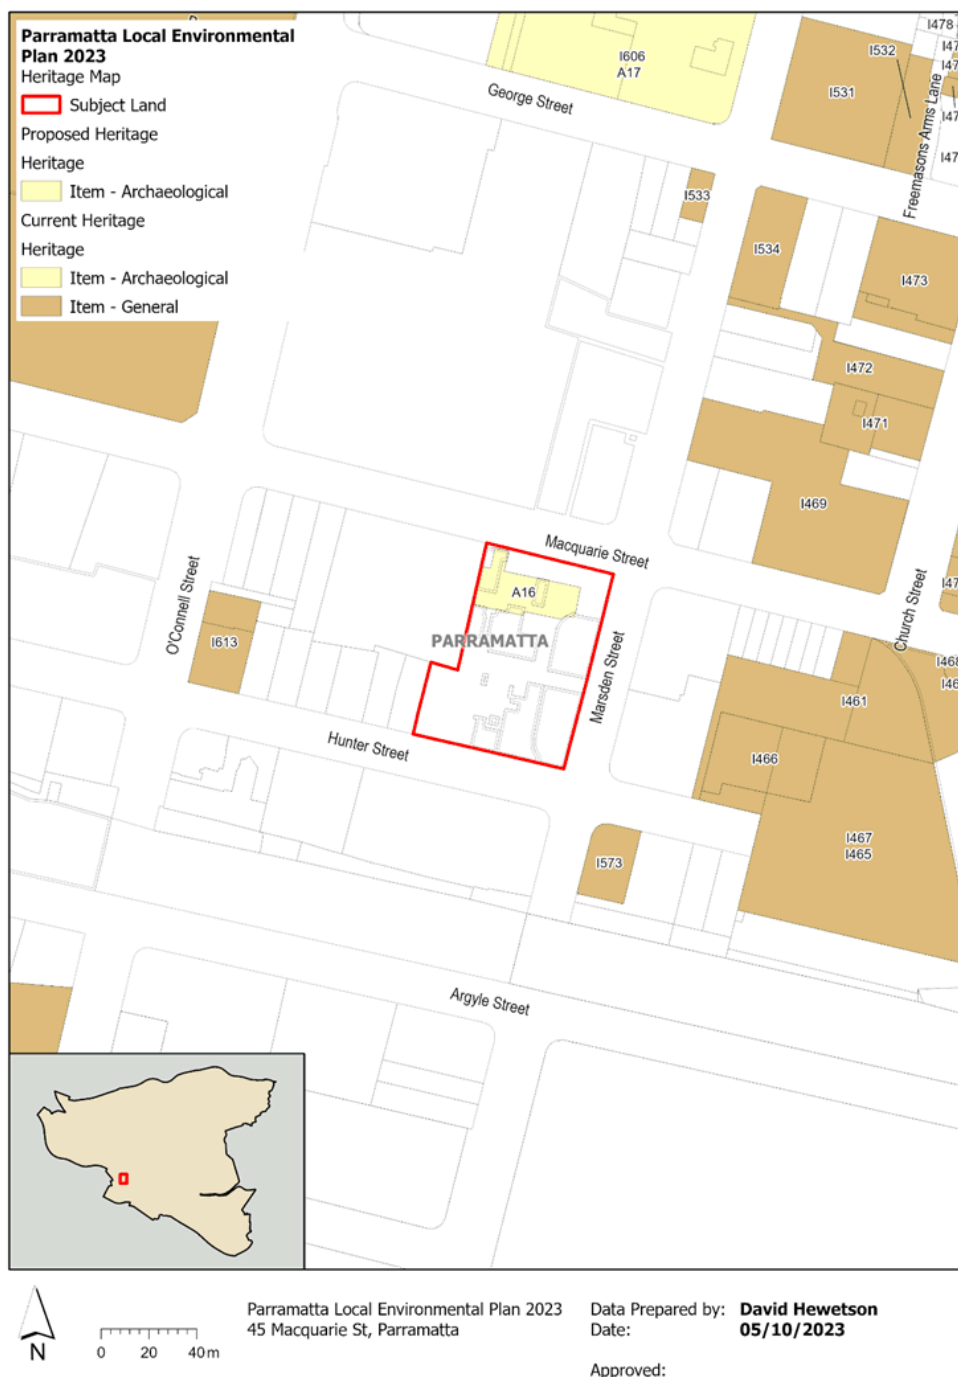 Parramatta Local Environmental
Plan 2023
Heritage Map
Subject Land
Proposed Heritage
Heritage
Item - Archaeological
Current Heritage
Heritage
Item - Archaeological
Item - General
I606
A17
George Street
I531
I532
I478
Freemasons Arms Lane
I533
I534
I473
I472
I471
I469
Macquarie Street
A16
PARRAMATTA
O'Connell Street
I613
Marsden Street
Church Street
I461
I468
I466
Hunter Street
I467
I465
I573
Argyle Street
N
0 20 40m
Parramatta Local Environmental Plan 2023
45 Macquarie St, Parramatta
Data Prepared by: David Hewetson
Date: 05/10/2023
Approved: